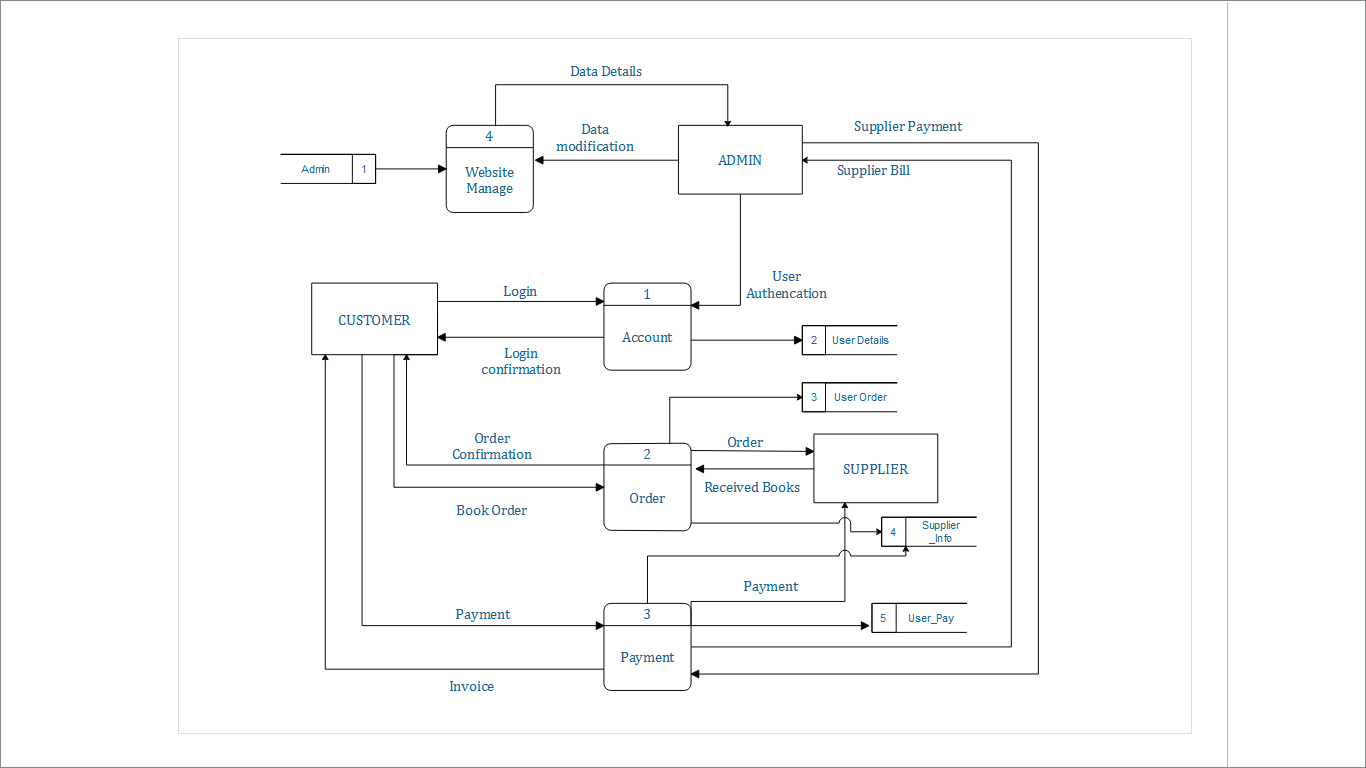 Data Details
4
Website
Manage
Data
modification
ADMIN
Supplier Payment
Supplier Bill
Admin
1
CUSTOMER
Login
Login
confirmation
1
Account
User
Authencation
2
User Details
3
User Order
Order
Confirmation
Book Order
2
Order
Order
Received Books
SUPPLIER
4
Supplier
_Info
Payment
3
Payment
Payment
5
User_Pay
Invoice